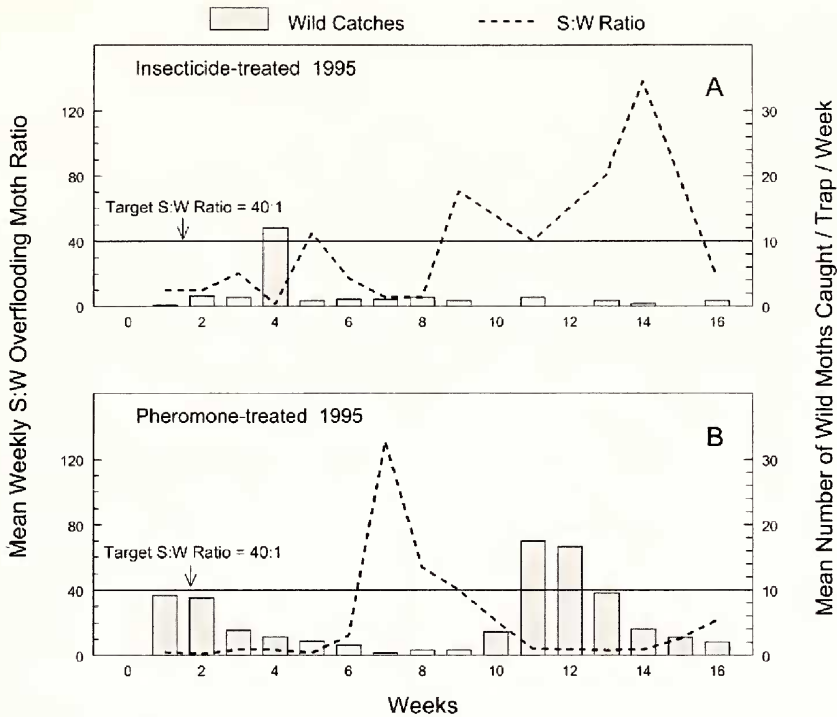 Wild Catches
S:W Ratio
Mean Weekly S:W Overflooding Moth Ratio
Mean Number of Wild Moths Caught / Trap / Week
Insecticide-treated 1995
A
Target S:W Ratio = 40:1
120
80
40
0
30
20
10
0
0 2 4 6 8 10 12 14 16
Pheromone-treated 1995
B
Target S:W Ratio = 40:1
120
80
40
0
30
20
10
0
0 2 4 6 8 10 12 14 16
Weeks